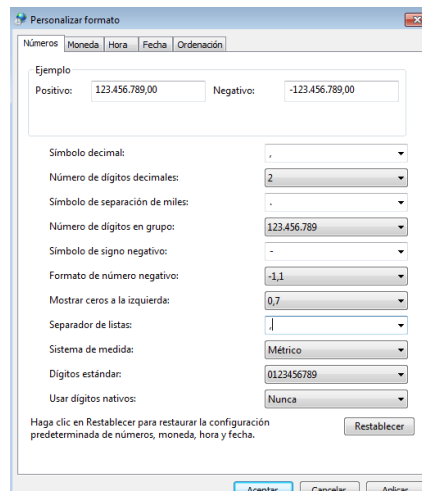 Personalizar formato
Números Moneda Hora Fecha Ordenación
Ejemplo
Positivo: 123.456.789,00 Negativo: -123.456.789,00
Símbolo decimal: ,
Número de dígitos decimales: 2
Símbolo de separación de miles: .
Número de dígitos en grupo: 123.456.789
Símbolo de signo negativo: -
Formato de número negativo: -1,1
Mostrar ceros a la izquierda: 0,7
Separador de listas: ,
Sistema de medida: Métrico
Dígitos estándar: 0123456789
Usar dígitos nativos: Nunca
Haga clic en Restablecer para restaurar la configuración
predeterminada de números, moneda, hora y fecha.
Restablecer
Aceptar Cancelar Aplicar